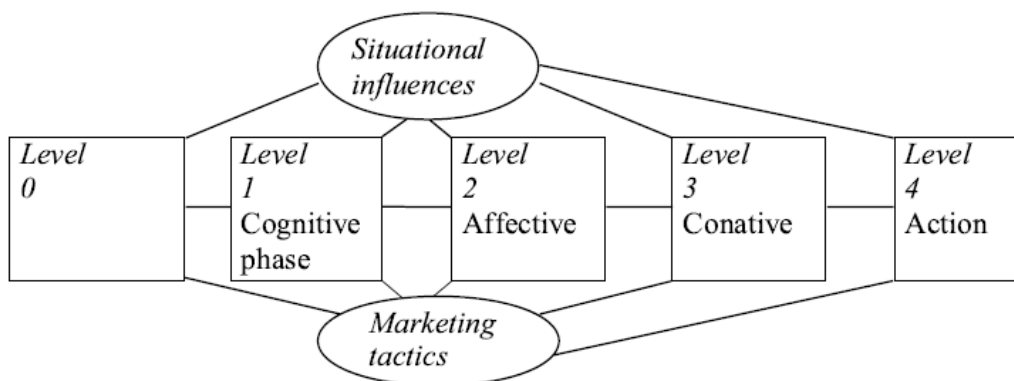 Situational
influences
Level
0
Level
1
Cognitive
phase
Level
2
Affective
Level
3
Conative
Level
4
Action
Marketing
tactics